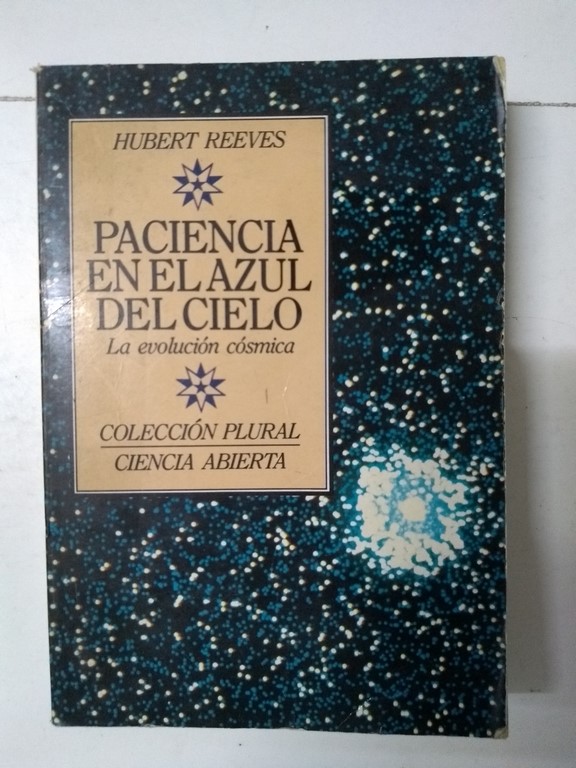 HUBERT REEVES
PACIENCIA
EN EL AZUL
DEL CIELO
La evolución cósmica
COLECCIÓN PLURAL
CIENCIA ABIERTA